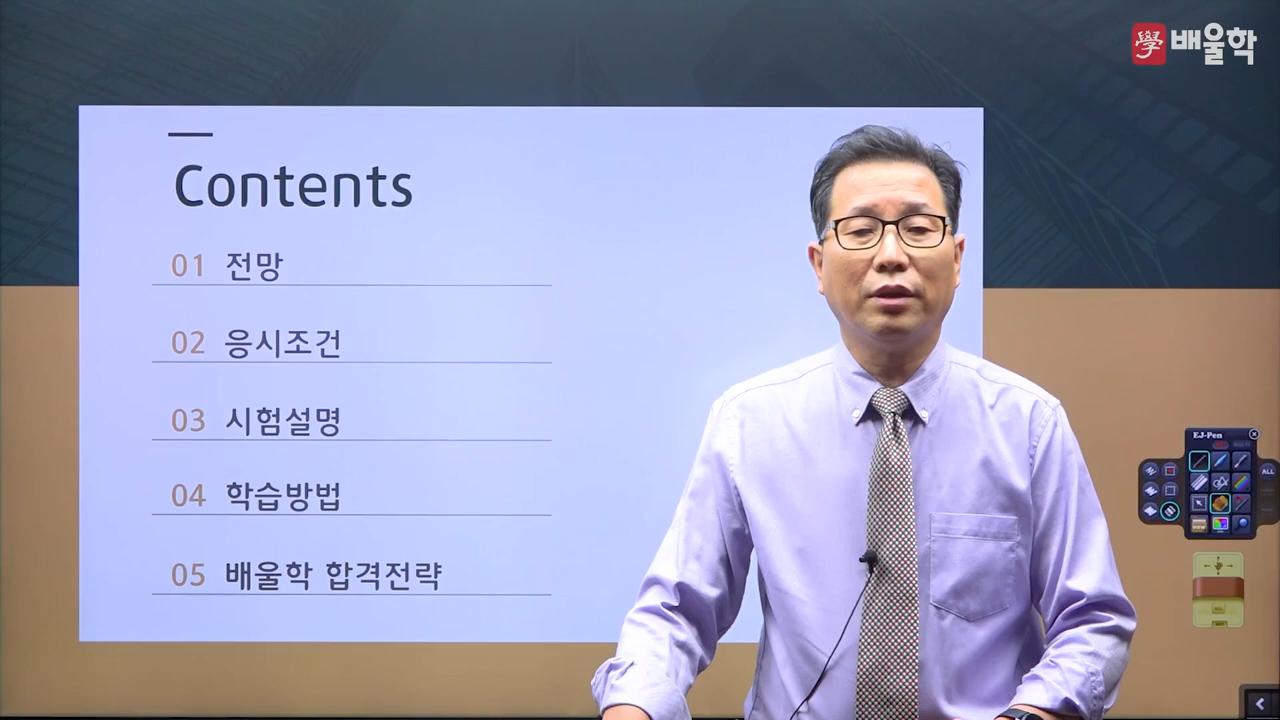 學 배울학
Contents
01 전망
02 응시조건
03 시험설명
04 학습방법
05 배울학 합격전략
EJ-Pen
ALL